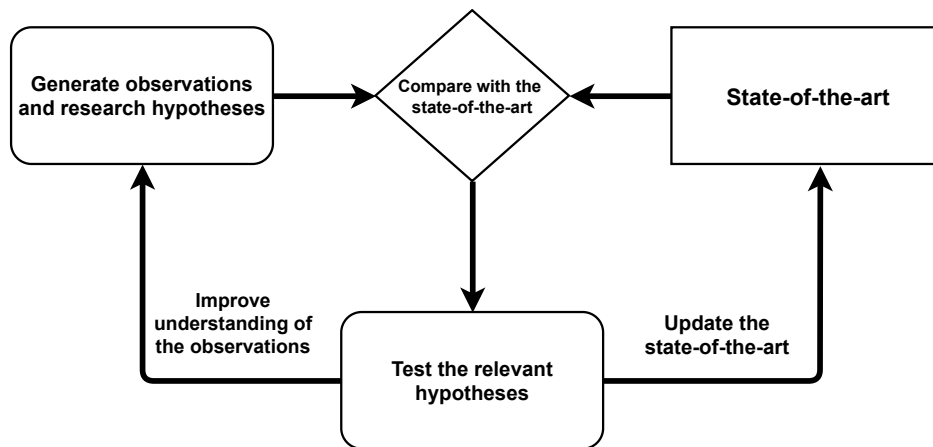 Generate observations
and research hypotheses
Compare with the
state-of-the-art
State-of-the-art
Improve
understanding of
the observations
Update the
state-of-the-art
Test the relevant
hypotheses